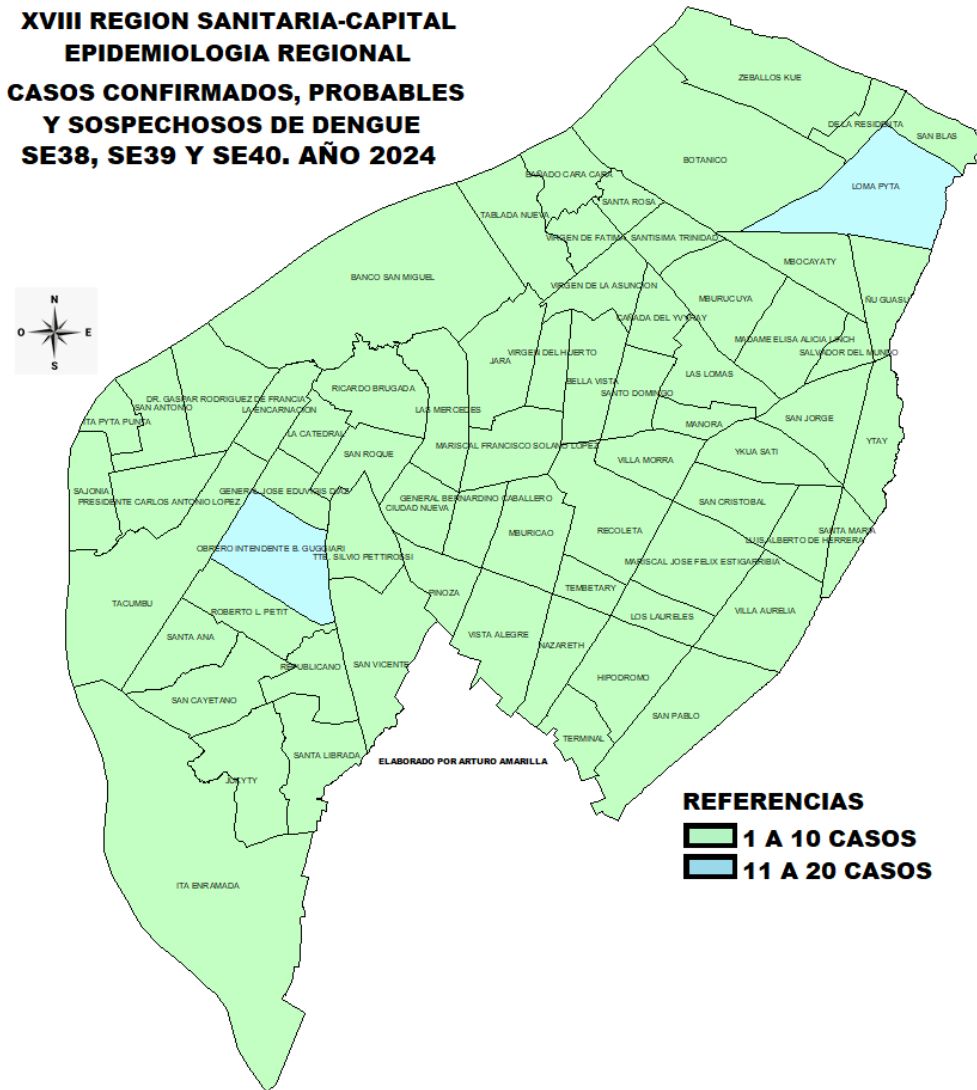 XVIII REGION SANITARIA-CAPITAL
EPIDEMIOLOGIA REGIONAL
CASOS CONFIRMADOS, PROBABLES
Y SOSPECHOSOS DE DENGUE
SE38, SE39 Y SE40. AÑO 2024
ZEBALLOS KUE
DE LA RESIDENTA
SAN BLAS
BOTANICO
LOMA PYTA
BAÑADO CARA CARA
SANTA ROSA
TABLADA NUEVA
VIRGEN DE FATIMA
SANTISIMA TRINIDAD
MBOCAYATY
BANCO SAN MIGUEL
VIRGEN DE LA ASUNCION
MBURUCUYA
ÑU GUASU
N
O
E
S
CAÑADA DEL YVYRAY
MADAME ELISA ALICIA LINCH
SALVADOR DEL MUNDO
VIRGEN DEL HUERTO
JARA
BELLA VISTA
SANTO DOMINGO
LAS LOMAS
RICARDO BRUGADA
DR. GASPAR RODRIGUEZ DE FRANCIA
SAN ANTONIO
LA ENCARNACION
LAS MERCEDES
ITA PYTA PUNTA
SAN JORGE
MANORA
LA CATEDRAL
MARISCAL FRANCISCO SOLANO LOPEZ
YTAY
SAN ROQUE
VILLA MORRA
YKUA SATI
SAJONIA
GENERAL JOSE EDUVIGIS DIAZ
PRESIDENTE CARLOS ANTONIO LOPEZ
GENERAL BERNARDINO CABALLERO
CIUDAD NUEVA
SAN CRISTOBAL
MBURICAO
RECOLETA
SANTA MARIA
LUIS ALBERTO DE HERRERA
OBRERO INTENDENTE B. GUGGIARI
TTE. SILVIO PETTIROSSI
MARISCAL JOSE FELIX ESTIGARRIBIA
TEMBETARY
PINOZA
TACUMBU
ROBERTO L. PETIT
LOS LAURELES
VILLA AURELIA
SANTA ANA
VISTA ALEGRE
NAZARETH
REPUBLICANO
SAN VICENTE
HIPODROMO
SAN CAYETANO
SAN PABLO
TERMINAL
SANTA LIBRADA
ELABORADO POR ARTURO AMARILLA
JUKYTY
REFERENCIAS
1 A 10 CASOS
11 A 20 CASOS
ITA ENRAMADA